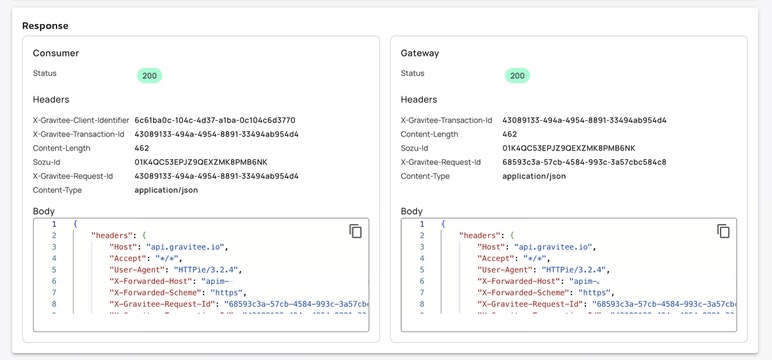 Response
Consumer
Status 200
Headers
X-Gravitee-Client-Identifier 6c61ba0c-104c-4d37-a1ba-0c104c6d3770
X-Gravitee-Transaction-Id 43089133-494a-4954-8891-33494ab954d4
Content-Length 462
Sozu-Id 01K4QC53EPJZ9QEXZMK8PMB6NK
X-Gravitee-Request-Id 43089133-494a-4954-8891-33494ab954d4
Content-Type application/json
Body
1 {
2 "headers": {
3 "Host": "api.gravitee.io",
4 "Accept": "*/*",
5 "User-Agent": "HTTPie/3.2.4",
6 "X-Forwarded-Host": "apim-
7 "X-Forwarded-Scheme": "https",
8 "X-Gravitee-Request-Id": "68593c3a-57cb-4584-993c-3a57cb
Gateway
Status 200
Headers
X-Gravitee-Transaction-Id 43089133-494a-4954-8891-33494ab954d4
Content-Length 462
Sozu-Id 01K4QC53EPJZ9QEXZMK8PMB6NK
X-Gravitee-Request-Id 68593c3a-57cb-4584-993c-3a57cbc584c8
Content-Type application/json
Body
1 {
2 "headers": {
3 "Host": "api.gravitee.io",
4 "Accept": "*/*",
5 "User-Agent": "HTTPie/3.2.4",
6 "X-Forwarded-Host": "apim-
7 "X-Forwarded-Scheme": "https",
8 "X-Gravitee-Request-Id": "68593c3a-57cb-4584-993c-3a57cb